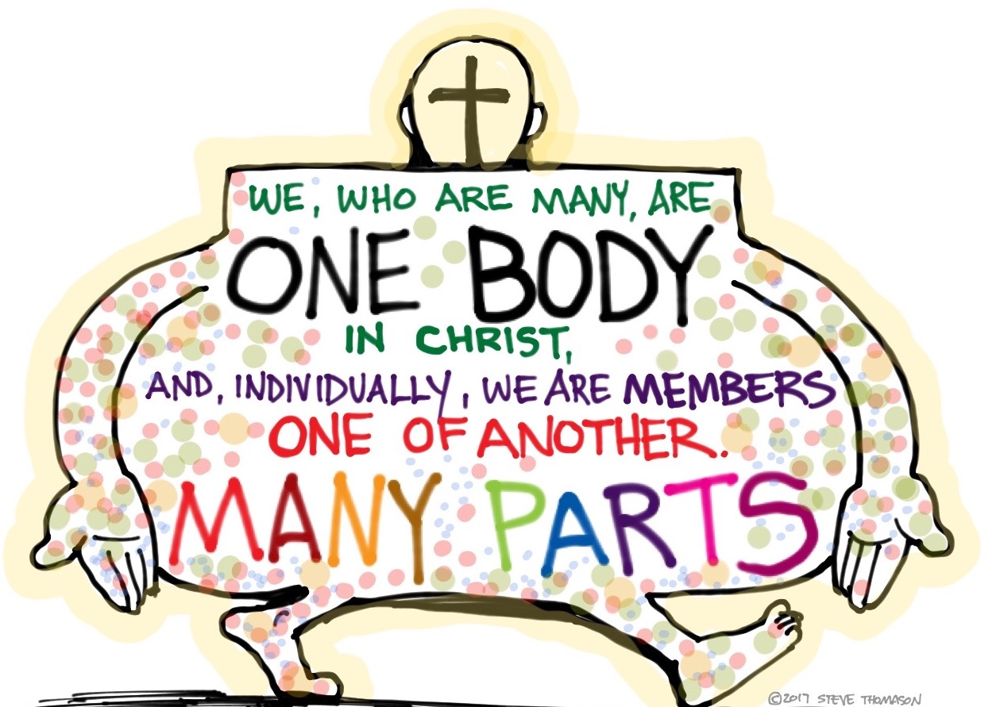 WE, WHO ARE MANY, ARE
ONE BODY
IN CHRIST,
AND, INDIVIDUALLY, WE ARE MEMBERS
ONE OF ANOTHER.
MANY PARTS
©2017 STEVE THOMASON